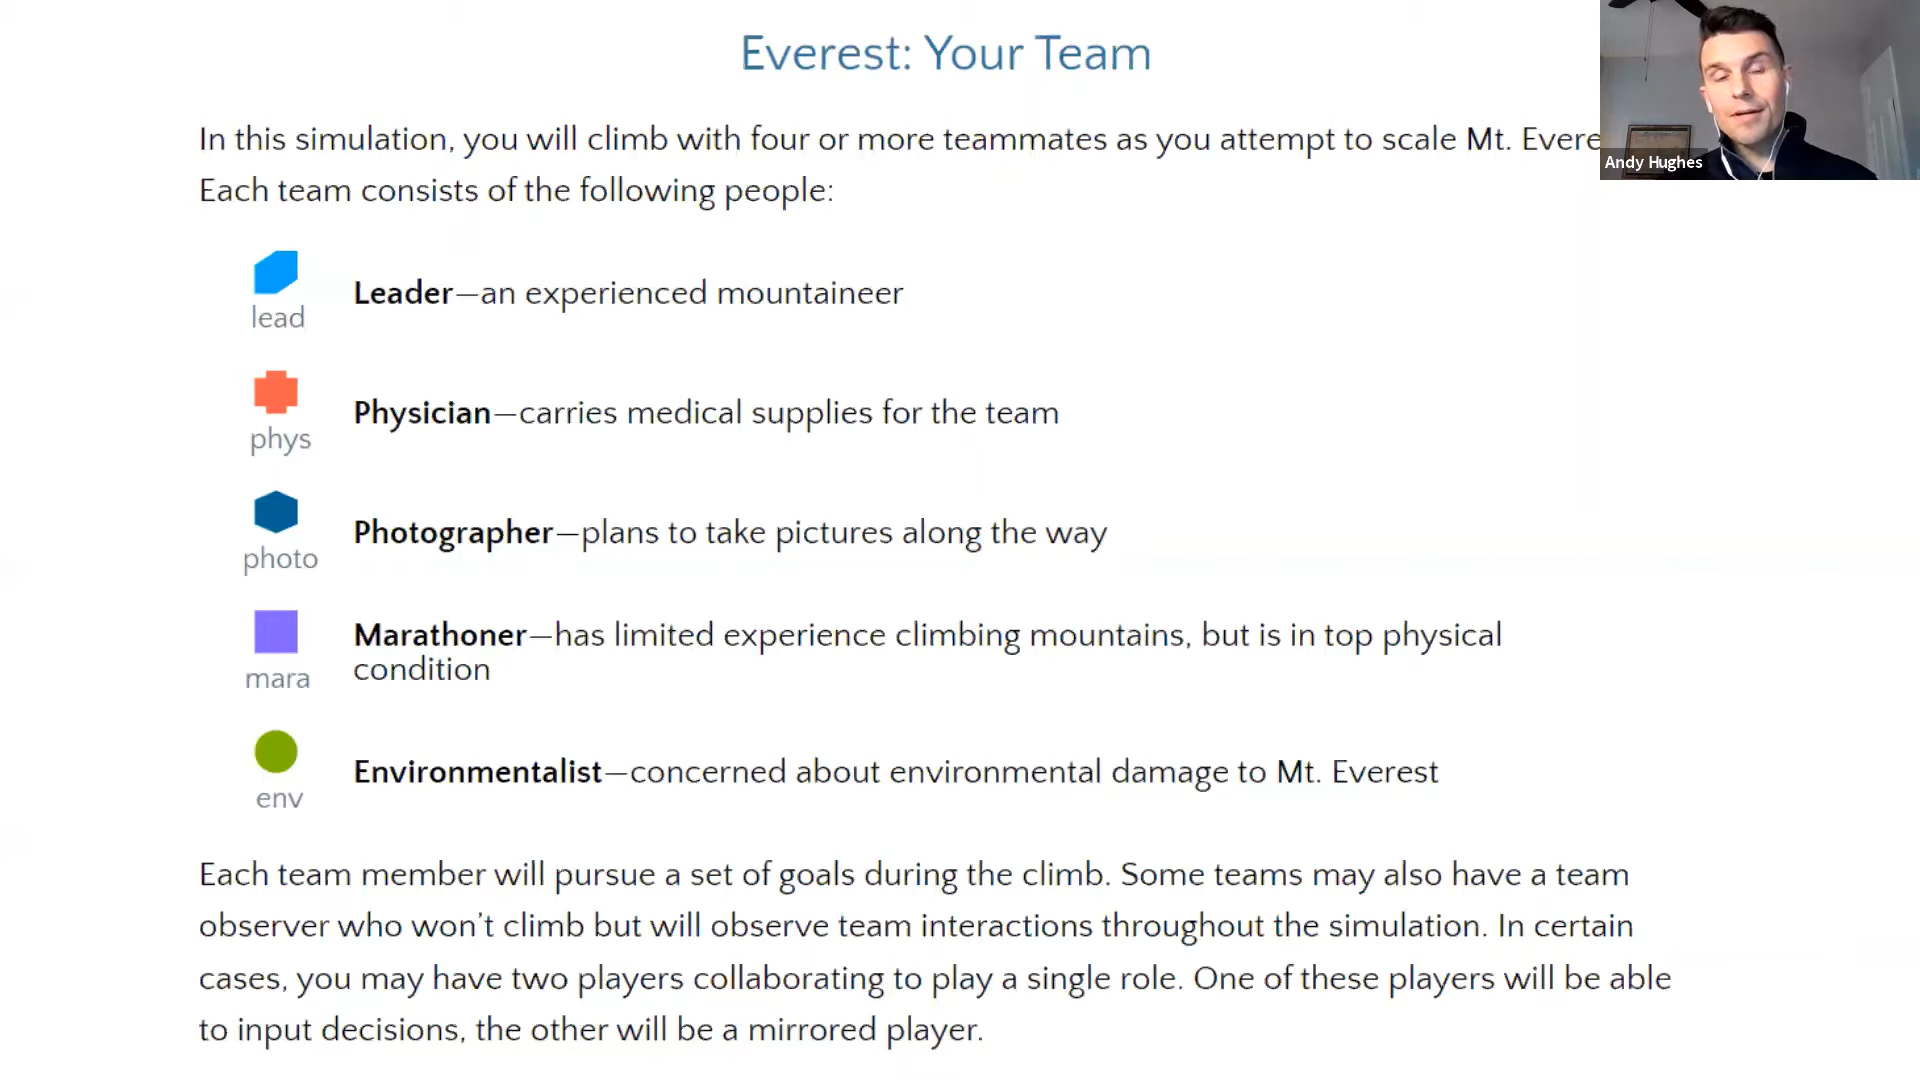 Everest: Your Team
In this simulation, you will climb with four or more teammates as you attempt to scale Mt. Evere
Andy Hughes
Each team consists of the following people:
lead
Leader—an experienced mountaineer
phys
Physician—carries medical supplies for the team
photo
Photographer—plans to take pictures along the way
mara
Marathoner—has limited experience climbing mountains, but is in top physical
condition
env
Environmentalist—concerned about environmental damage to Mt. Everest
Each team member will pursue a set of goals during the climb. Some teams may also have a team
observer who won't climb but will observe team interactions throughout the simulation. In certain
cases, you may have two players collaborating to play a single role. One of these players will be able
to input decisions, the other will be a mirrored player.